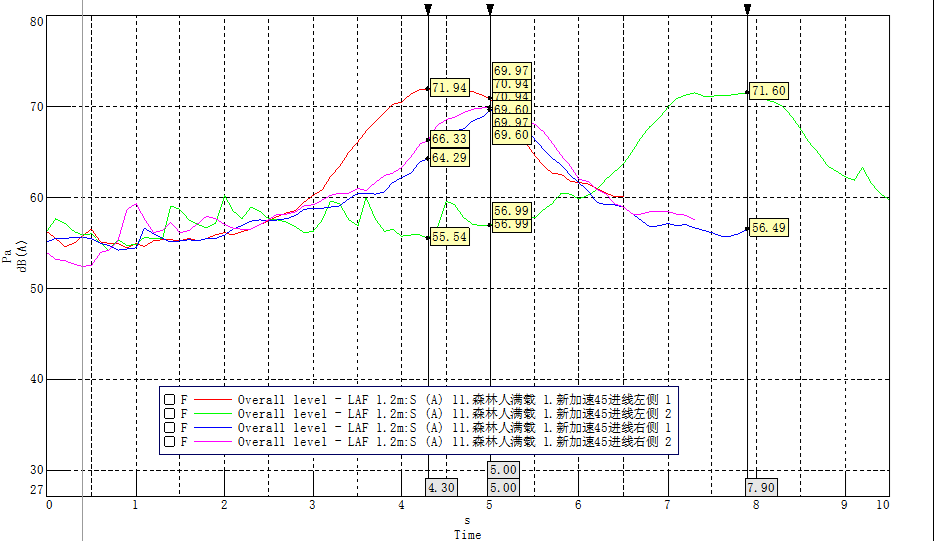 80
70
60
50
40
30
27
Pa
dB(A)
71.94
66.33
64.29
55.54
69.97
70.94
70.94
69.60
69.97
69.60
56.99
56.99
71.60
56.49
F Overall level - LAF 1.2m:S (A) 11.森林人满载 1.新加速45进线左侧 1
F Overall level - LAF 1.2m:S (A) 11.森林人满载 1.新加速45进线左侧 2
F Overall level - LAF 1.2m:S (A) 11.森林人满载 1.新加速45进线右侧 1
F Overall level - LAF 1.2m:S (A) 11.森林人满载 1.新加速45进线右侧 2
5.00
4.30 5.00 7.90
0 1 2 3 4 5 6 7 8 9 10
s
Time